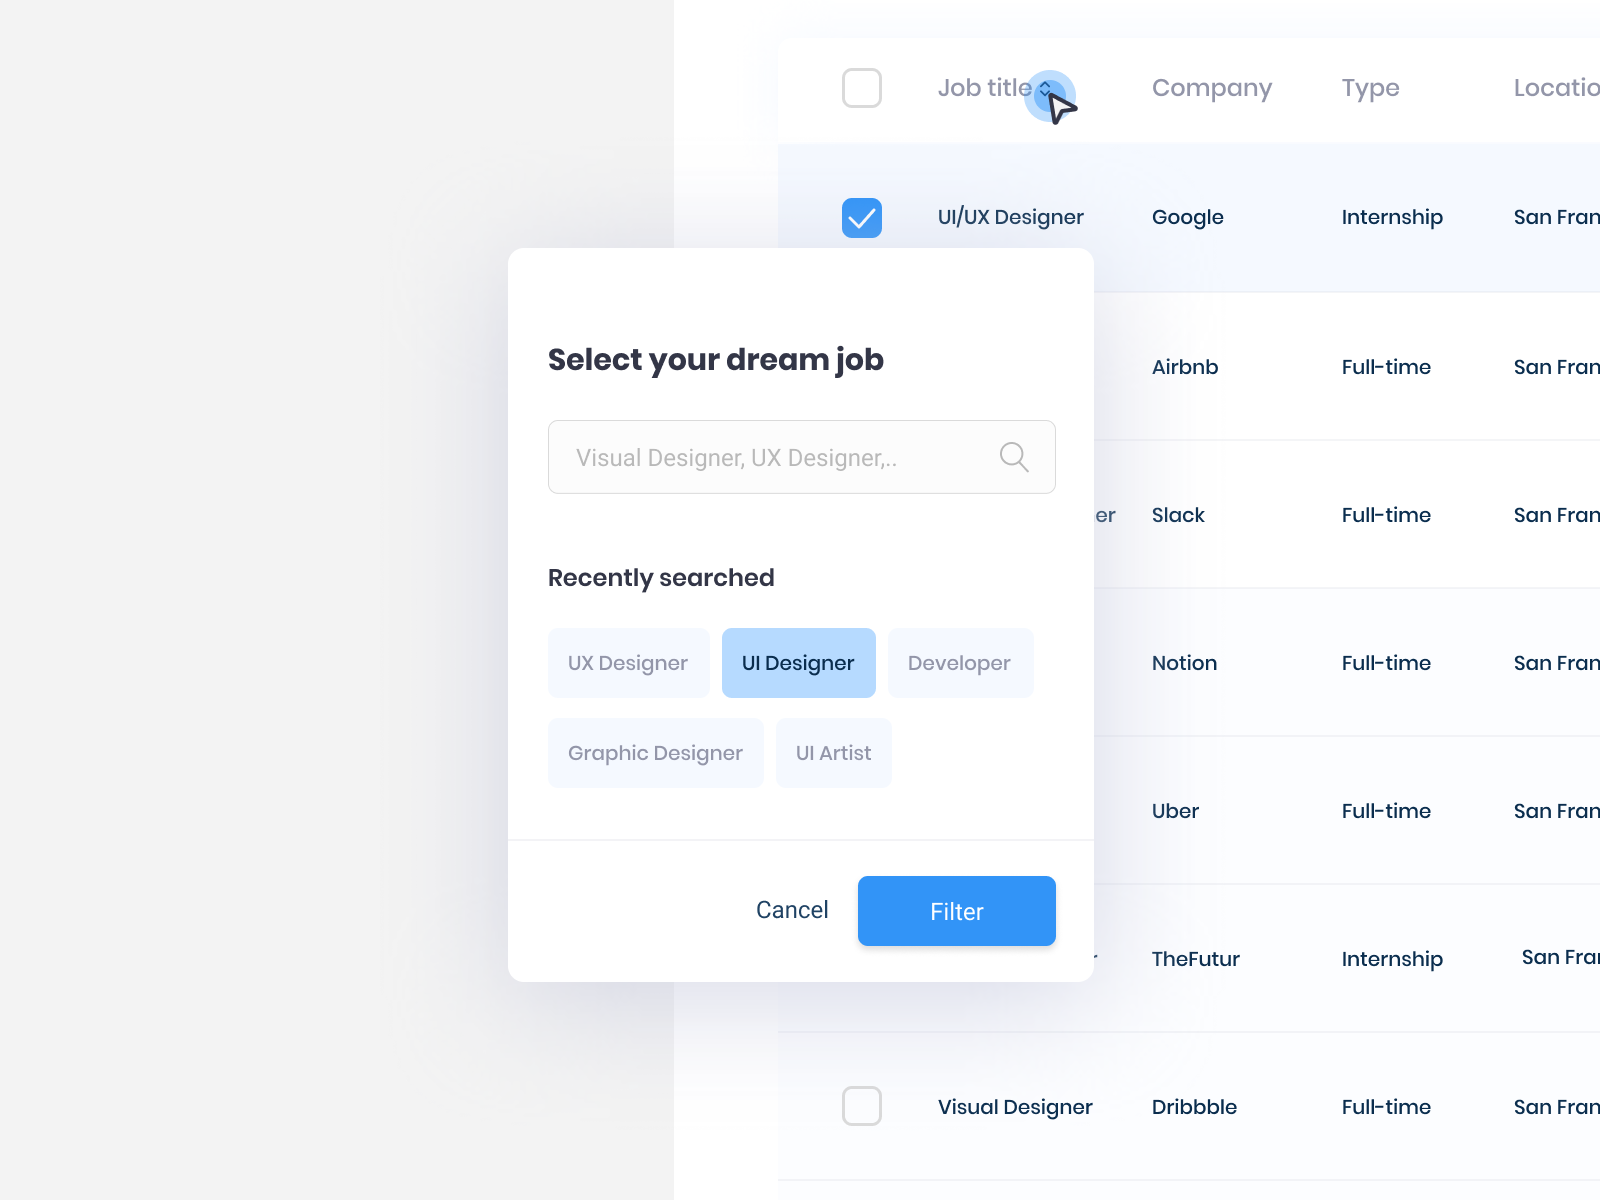 Job title Company Type Locatio
UI/UX Designer Google Internship San Fran
Select your dream job
Airbnb Full-time San Fran
Visual Designer, UX Designer,..
er Slack Full-time San Fran
Recently searched
UX Designer UI Designer Developer
Notion Full-time San Fran
Graphic Designer UI Artist
Uber Full-time San Fran
Cancel Filter
r TheFutur Internship San Fran
Visual Designer Dribbble Full-time San Fran